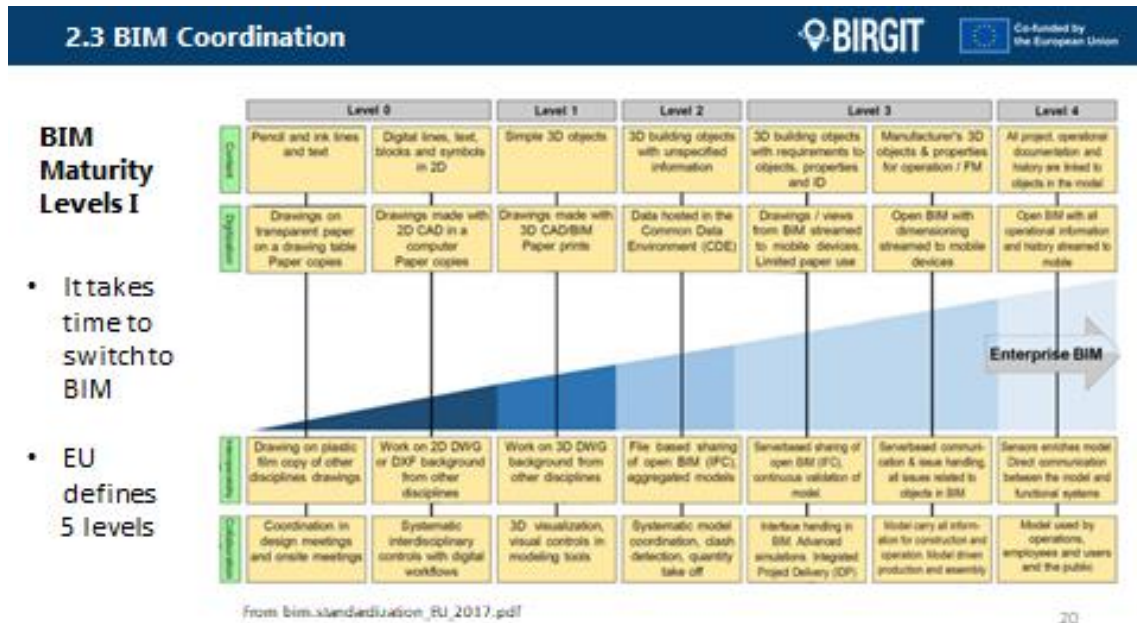 2.3 BIM Coordination
BIRGIT
Co-funded by
the European Union
BIM
Maturity
Levels I
• It takes
time to
switch to
BIM
• EU
defines
5 levels
Level 0
Level 1
Level 2
Level 3
Level 4
Content
Pencil and ink lines
and text
Digital lines, text,
blocks and symbols
in 2D
Simple 3D objects
3D building objects
with unspecified
information
3D building objects
with requirements to
objects, properties
and ID
Manufacturer's 3D
objects & properties
for operation / FM
All project, operational
documentation and
history are linked to
objects in the model
Drawings on
transparent paper
on a drawing table
Paper copies
Drawings made with
2D CAD in a
computer
Paper copies
Drawings made with
3D CAD/BIM
Paper prints
Data hosted in the
Common Data
Environment (CDE)
Drawings / views
from BIM streamed
to mobile devices.
Limited paper use
Open BIM with
dimensioning
streamed to mobile
devices
Open BIM with all
operational information
and history streamed to
mobile
Enterprise BIM
Interoperability
Drawing on plastic
film copy of other
disciplines drawings
Work on 2D DWG
or DXF background
from other
disciplines
Work on 3D DWG
background from
other disciplines
File based sharing
of open BIM (IFC),
aggregated models
Serverbased sharing of
open BIM (IFC),
continuous validation of
model.
Serverbased communi-
cation & issue handling,
all issues related to
objects in BIM
Sensors enriches model
Direct communication
between the model and
functional systems
Collaboration
Coordination in
design meetings
and onsite meetings
Systematic
interdisciplinary
controls with digital
workflows
3D visualization,
visual controls in
modeling tools
Systematic model
coordination, clash
detection, quantity
take off
Interface handing in
BIM. Advanced
simulations. Integrated
Project Delivery (IDP)
Model carry all inform-
ation for construction and
operation. Model driven
production and assembly
Model used by
operations,
employees and users
and the public
From bim.standardization_EU_2017.pdf
20